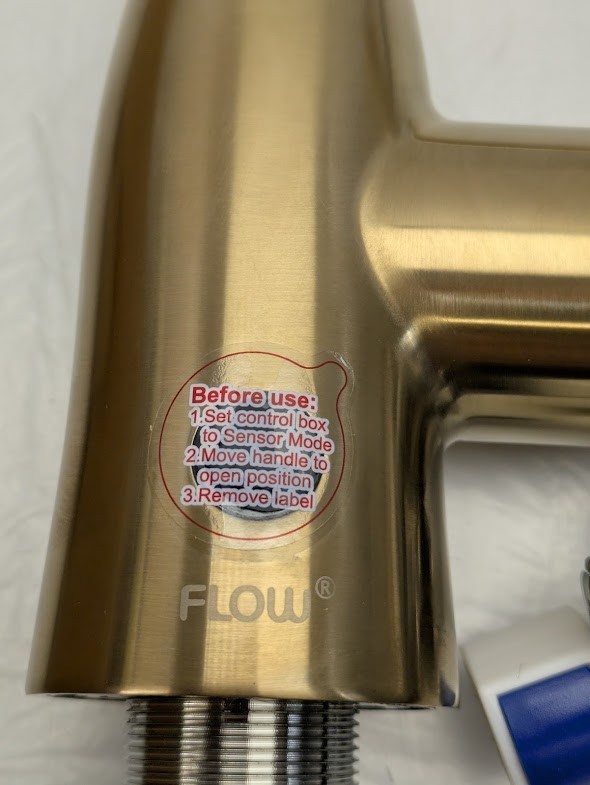 Before use:
1.Set control box
to Sensor Mode
2.Move handle to
open position
3.Remove label
FLOW®